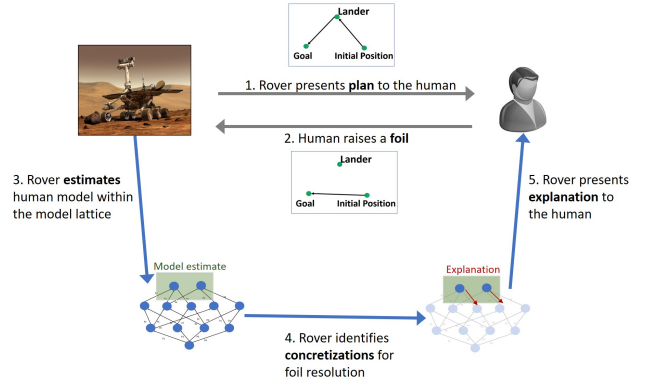 Lander
Goal
Initial Position
1. Rover presents plan to the human
2. Human raises a foil
Lander
Goal
Initial Position
3. Rover estimates
human model within
the model lattice
5. Rover presents
explanation to
the human
Model estimate
Explanation
4. Rover identifies
concretizations for
foil resolution